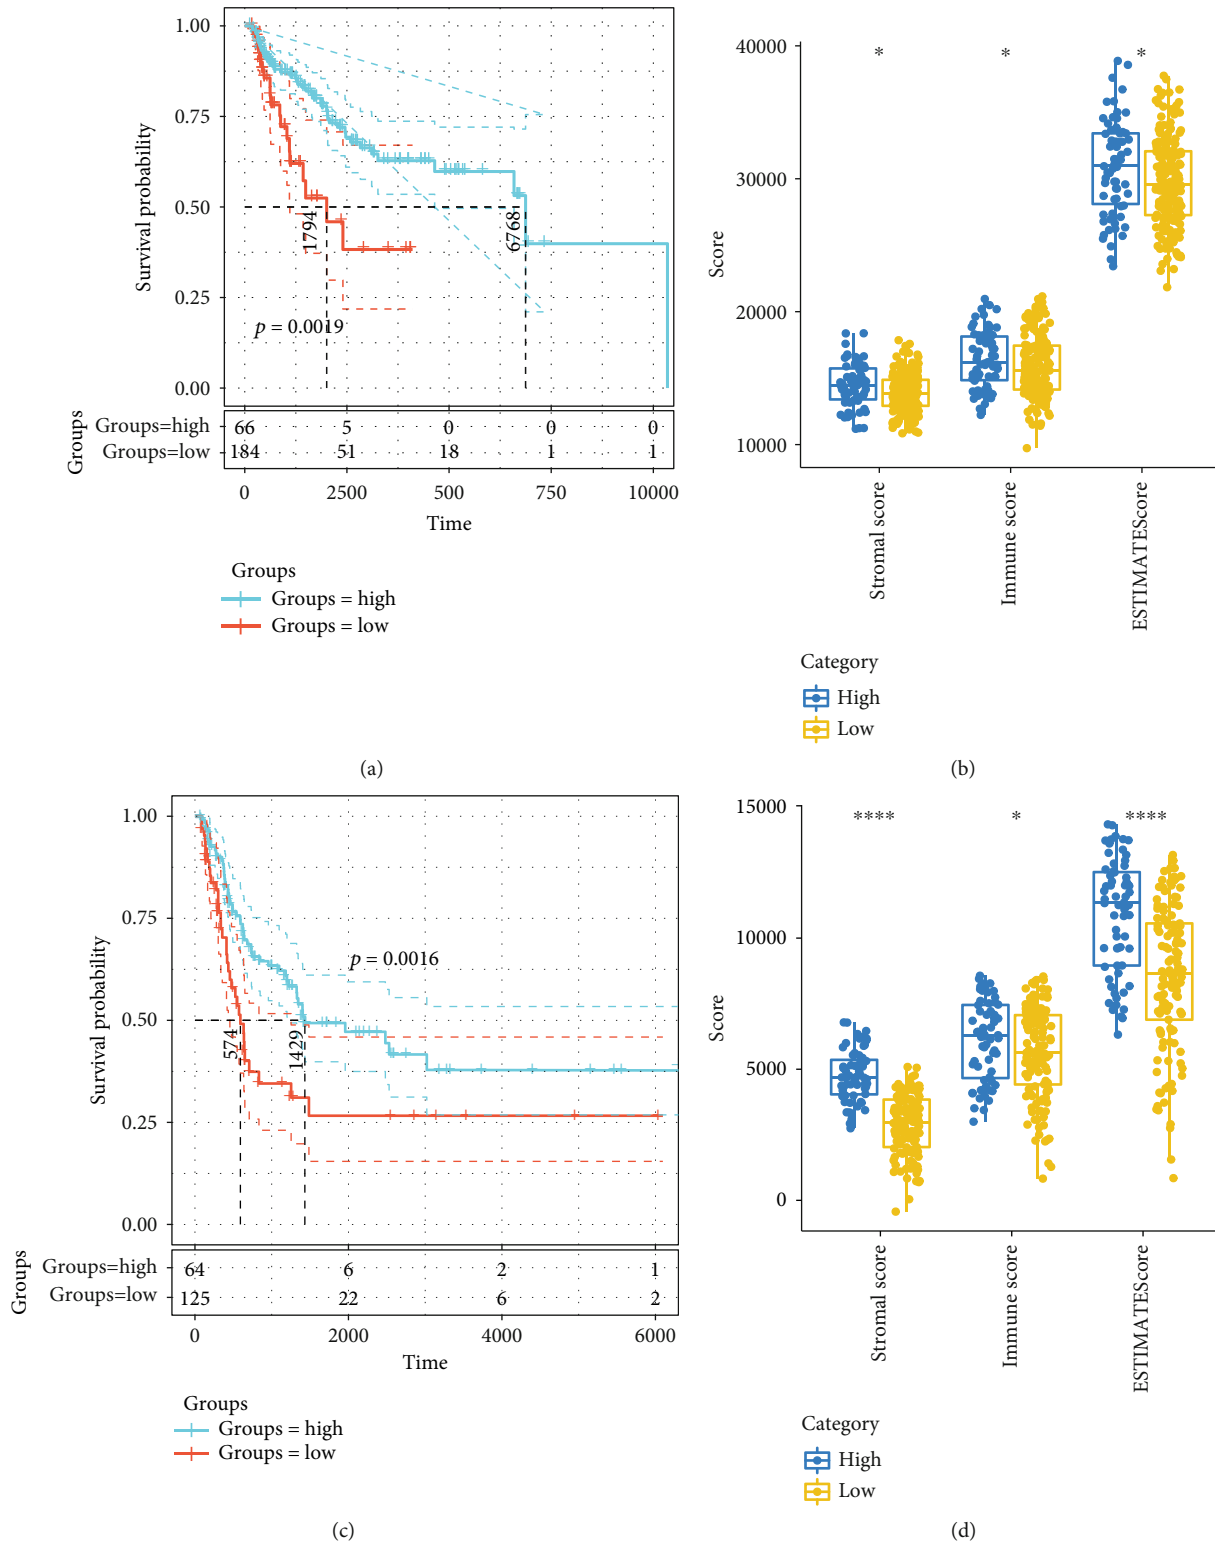 1.00
0.75
0.50
0.25
0.00
Survival probability
1794
6768
p = 0.0019
Groups
Groups=high 66 5 0 0 0
Groups=low 184 51 18 1 1
0 2500 500 750 10000
Time
Groups
Groups = high
Groups = low
(a)
40000
30000
20000
10000
Score
* * *
Stromal score
Immune score
ESTIMATEScore
Category
High
Low
(b)
1.00
0.75
0.50
0.25
0.00
Survival probability
574
1429
p = 0.0016
Groups
Groups=high 64 6 2 1
Groups=low 125 22 6 2
0 2000 4000 6000
Time
Groups
Groups = high
Groups = low
(c)
15000
10000
5000
0
Score
**** * ****
Stromal score
Immune score
ESTIMATEScore
Category
High
Low
(d)